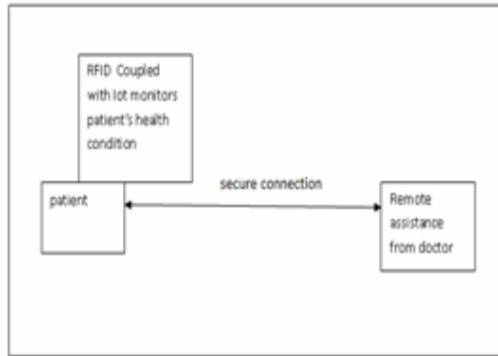 RFID Coupled
with Iot monitors
patient's health
condition
patient
secure connection
Remote
assistance
from doctor